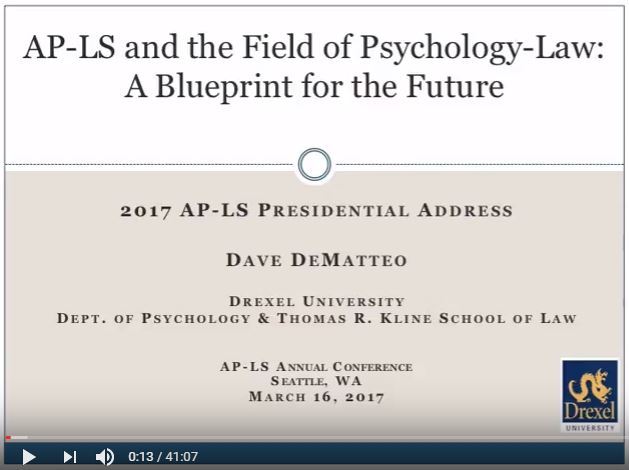 AP-LS and the Field of Psychology-Law:
A Blueprint for the Future
2017 AP-LS PRESIDENTIAL ADDRESS
DAVE DEMATTEO
DREXEL UNIVERSITY
DEPT. OF PSYCHOLOGY & THOMAS R. KLINE SCHOOL OF LAW
AP-LS ANNUAL CONFERENCE
SEATTLE, WA
MARCH 16, 2017
Drexel
UNIVERSITY
0:13 / 41:07